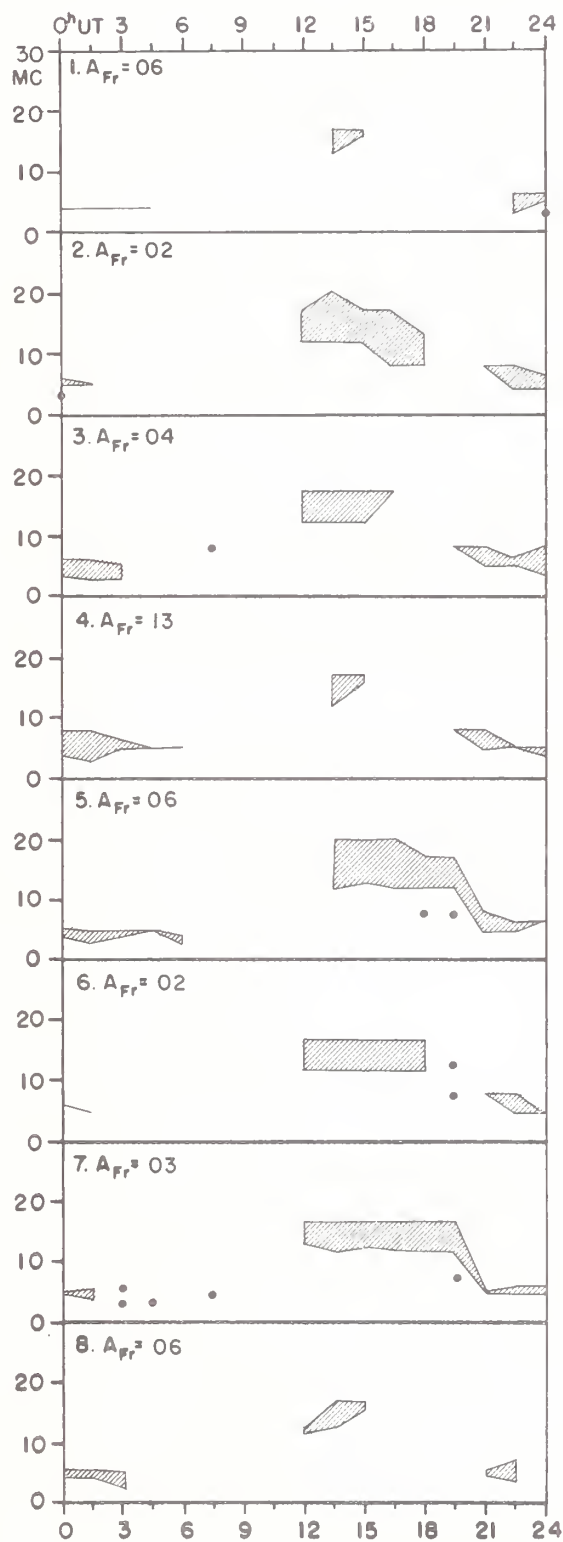 0ʰ UT 3 6 9 12 15 18 21 24
30
MC
1. A_Fr = 06
20
10
0
2. A_Fr = 02
20
10
0
3. A_Fr = 04
20
10
0
4. A_Fr = 13
20
10
0
5. A_Fr = 06
20
10
0
6. A_Fr = 02
20
10
0
7. A_Fr = 03
20
10
0
8. A_Fr = 06
20
10
0
0 3 6 9 12 15 18 21 24